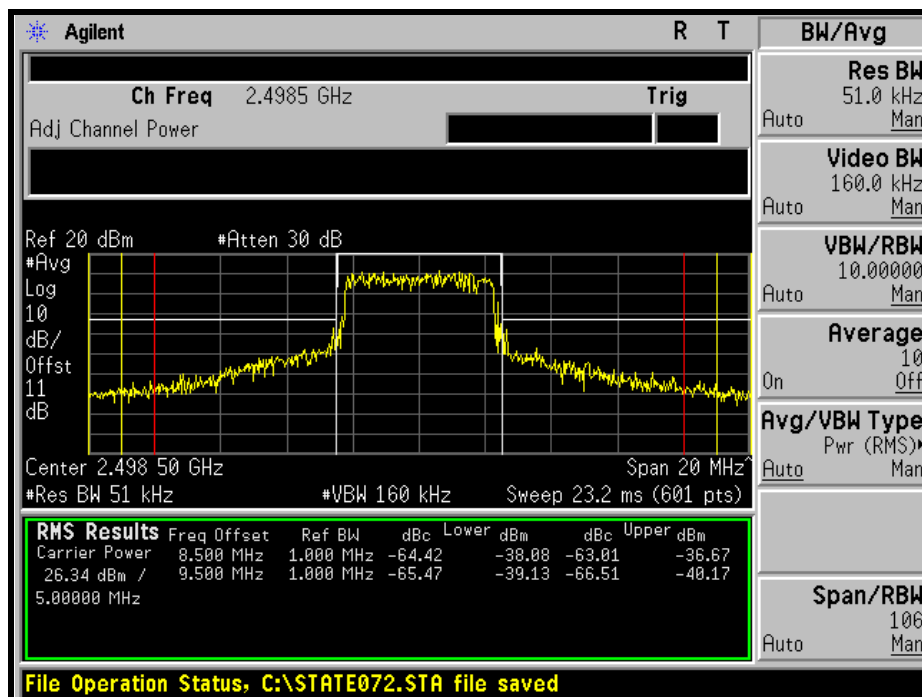 Agilent R T
Ch Freq 2.4985 GHz Trig
Adj Channel Power
Ref 20 dBm #Atten 30 dB
#Avg
Log
10
dB/
Offst
11
dB
Center 2.498 50 GHz Span 20 MHz^
#Res BW 51 kHz #VBW 160 kHz Sweep 23.2 ms (601 pts)
RMS Results Freq Offset Ref BW dBc Lower dBm dBc Upper dBm
Carrier Power 8.500 MHz 1.000 MHz -64.42 -38.08 -63.01 -36.67
26.34 dBm / 9.500 MHz 1.000 MHz -65.47 -39.13 -66.51 -40.17
5.00000 MHz
File Operation Status, C:\STATE072.STA file saved
BW/Avg
Res BW
51.0 kHz
Auto Man
Video BW
160.0 kHz
Auto Man
VBW/RBW
10.00000
Auto Man
Average
10
On Off
Avg/VBW Type
Pwr (RMS)▸
Auto Man
Span/RBW
106
Auto Man